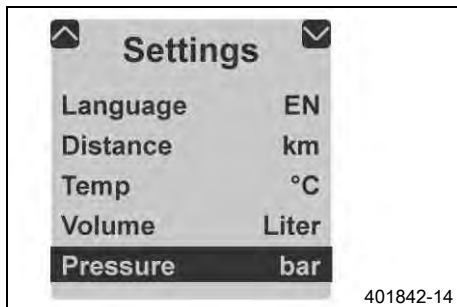 Settings
Language EN
Distance km
Temp °C
Volume Liter
Pressure bar
401842-14